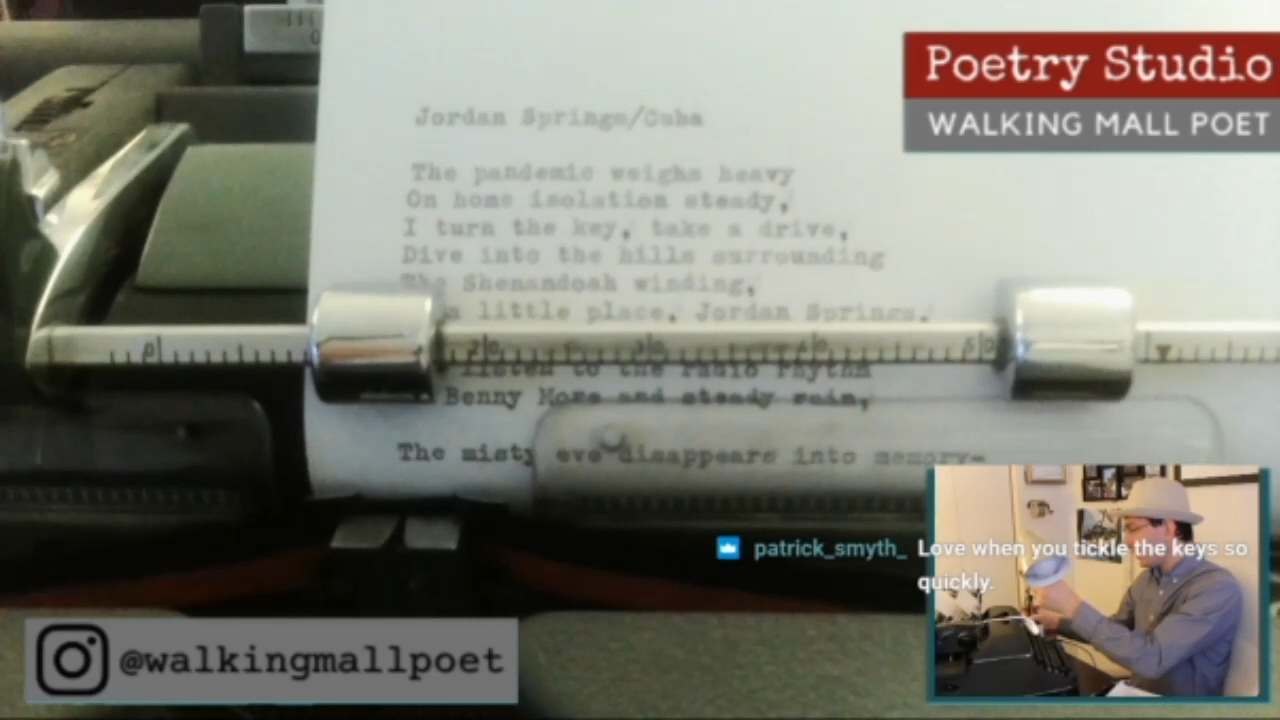 Poetry Studio
WALKING MALL POET
Jordan Springs/Cuba
The pandemic weighs heavy
On home isolation steady,
I turn the key, take a drive,
Dive into the hills surrounding
The Shenandoah winding,
a little place, Jordan Springs.
listen to the radio rhythm
Benny More and steady rain,
The misty eve disappears into memory-
patrick_smyth_ Love when you tickle the keys so
quickly.
@walkingmallpoet